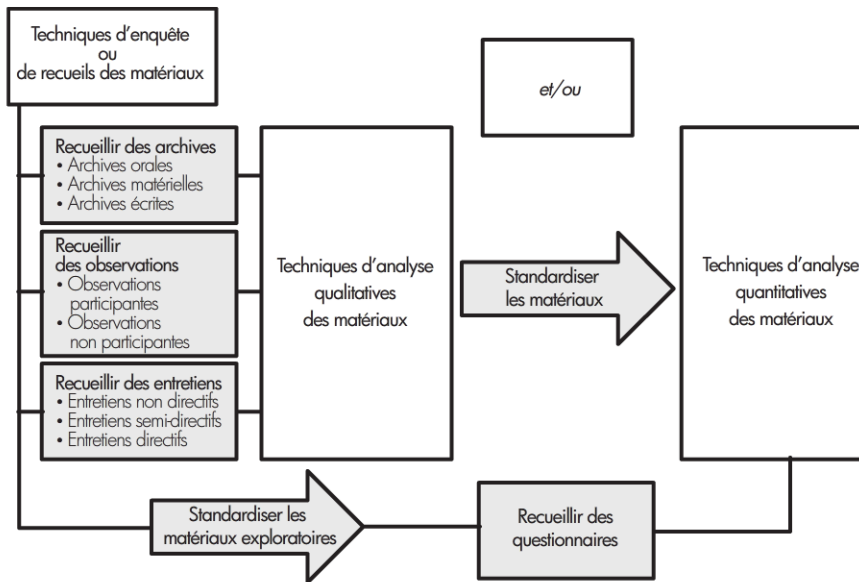 Techniques d'enquête
ou
de recueils des matériaux
et/ou
Recueillir des archives
• Archives orales
• Archives matérielles
• Archives écrites
Recueillir
des observations
• Observations
participantes
• Observations
non participantes
Recueillir des entretiens
• Entretiens non directifs
• Entretiens semi-directifs
• Entretiens directifs
Techniques d'analyse
qualitatives
des matériaux
Standardiser
les matériaux
Techniques d'analyse
quantitatives
des matériaux
Standardiser les
matériaux exploratoires
Recueillir des
questionnaires